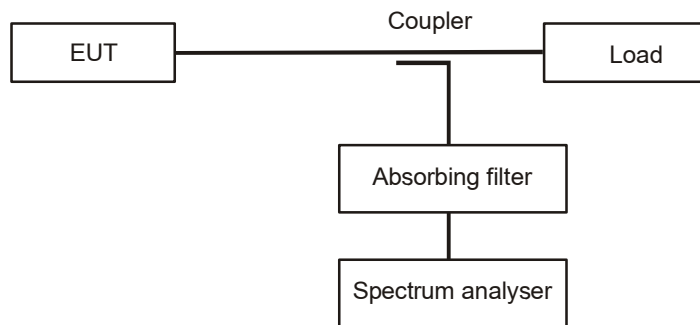 Coupler
EUT
Load
Absorbing filter
Spectrum analyser